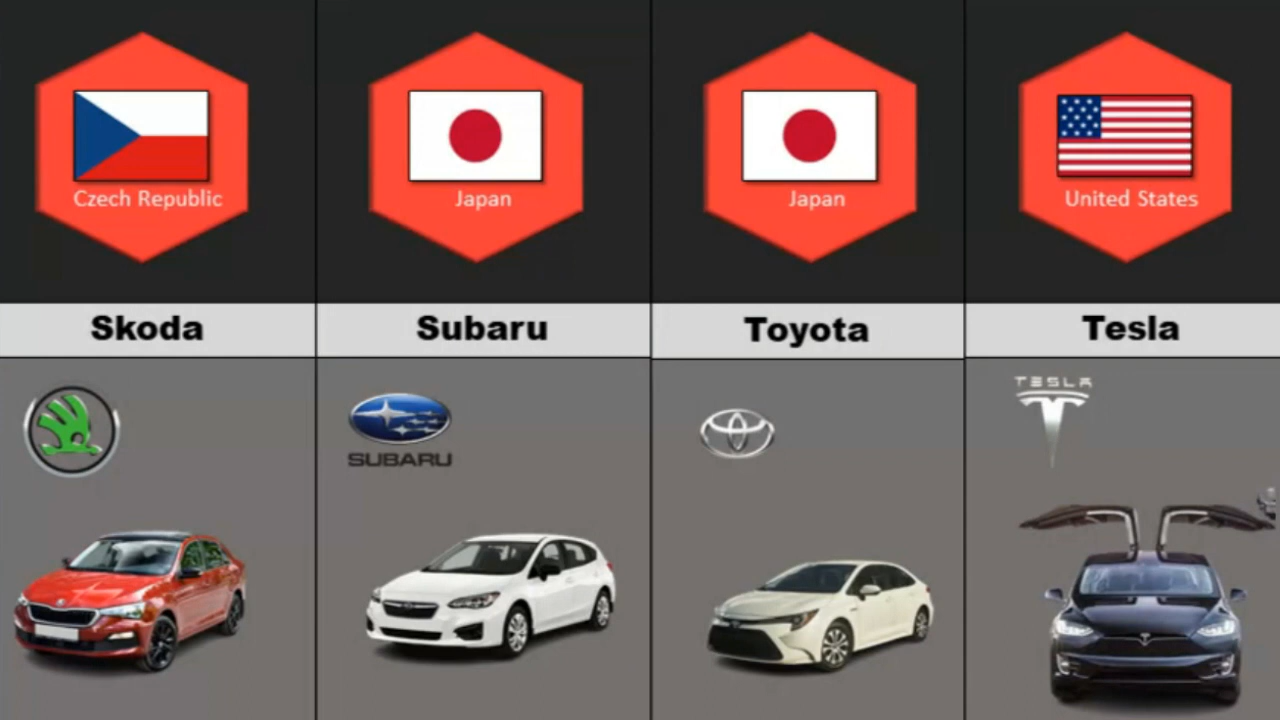 Czech Republic
Japan
Japan
United States
Skoda
Subaru
Toyota
Tesla
TESLA
SUBARU